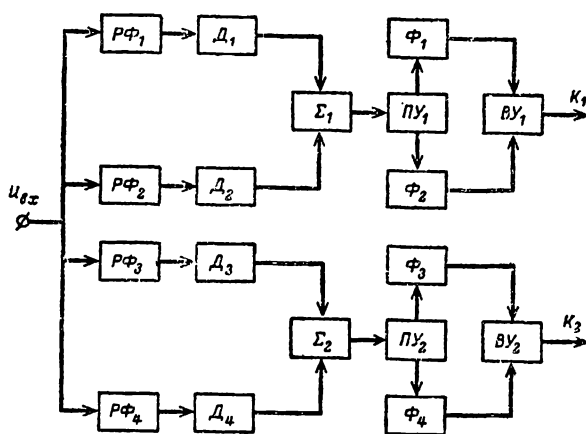 РФ₁ Д₁ Ф₁
Σ₁ ПУ₁ ВУ₁ К₁
РФ₂ Д₂ Ф₂
Uвх
РФ₃ Д₃ Ф₃
Σ₂ ПУ₂ ВУ₂ К₃
РФ₄ Д₄ Ф₄